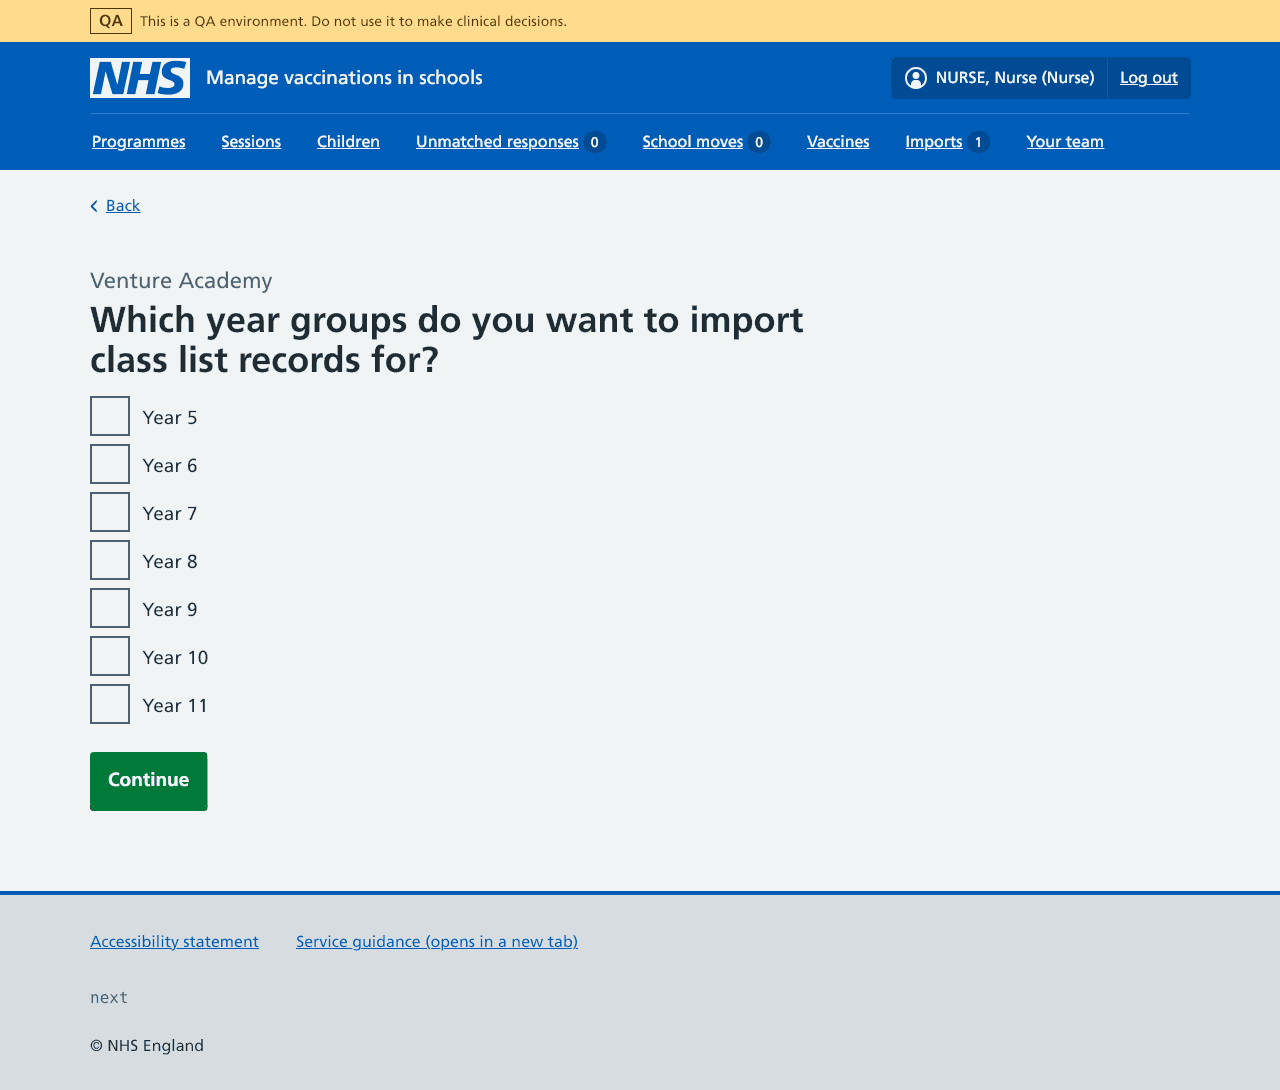 QA This is a QA environment. Do not use it to make clinical decisions.
NHS Manage vaccinations in schools NURSE, Nurse (Nurse) Log out
Programmes Sessions Children Unmatched responses 0 School moves 0 Vaccines Imports 1 Your team
Back
Venture Academy
Which year groups do you want to import
class list records for?
Year 5
Year 6
Year 7
Year 8
Year 9
Year 10
Year 11
Continue
Accessibility statement Service guidance (opens in a new tab)
next
© NHS England